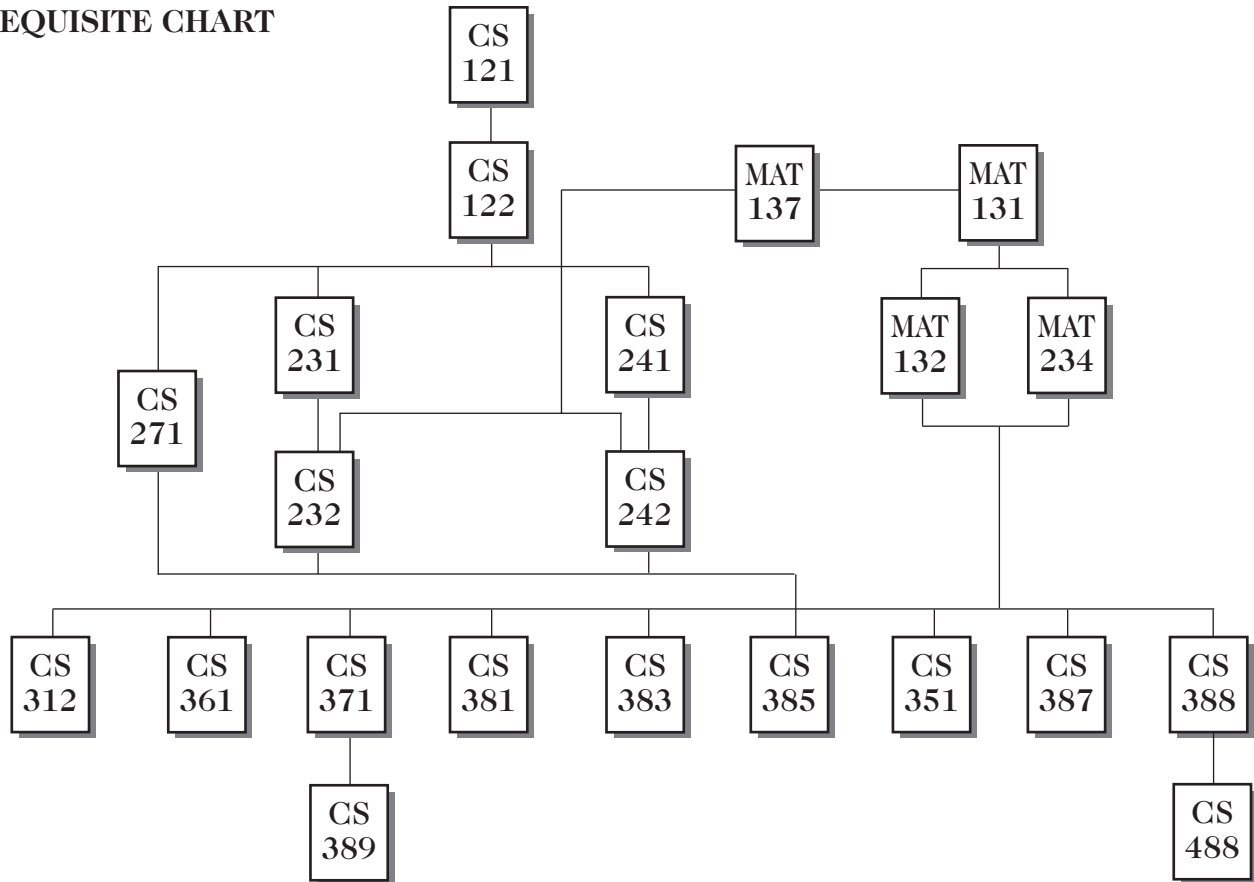 EQUISITE CHART
CS
121
CS
122
MAT
137
MAT
131
CS
231
CS
241
MAT
132
MAT
234
CS
271
CS
232
CS
242
CS
312
CS
361
CS
371
CS
381
CS
383
CS
385
CS
351
CS
387
CS
388
CS
389
CS
488